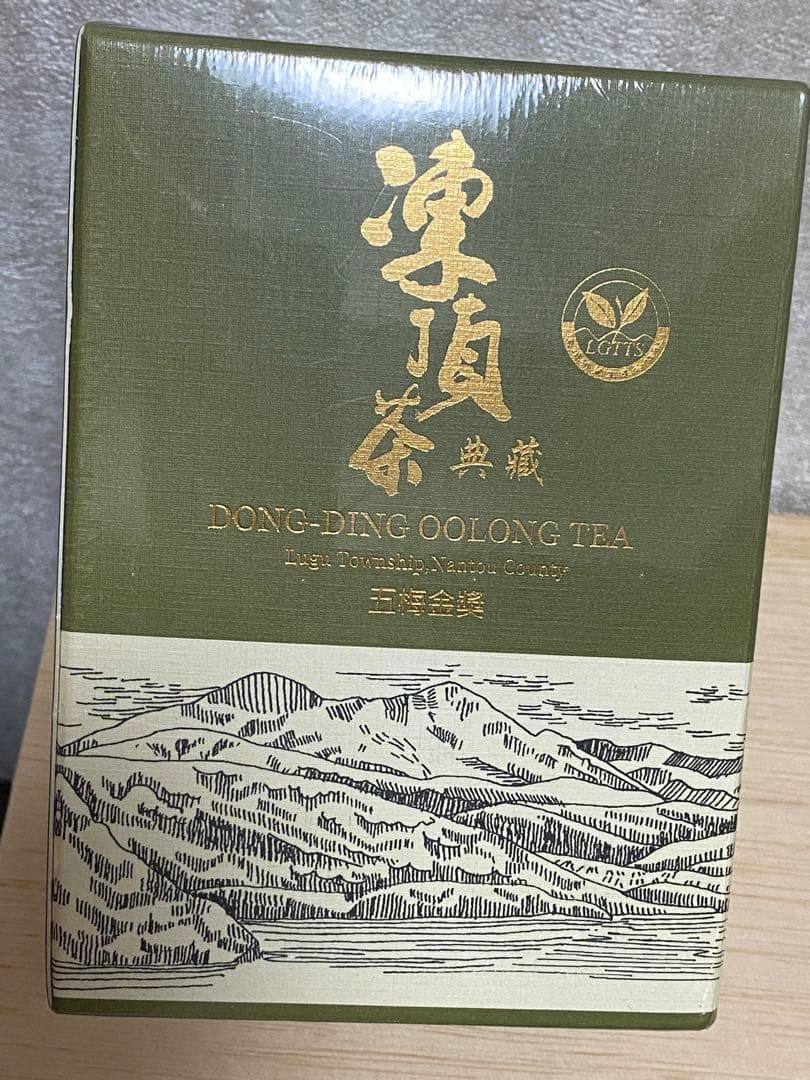 凍頂茶典藏
LGTTS
DONG-DING OOLONG TEA
Lugu Township,Nantou County
五梅金獎